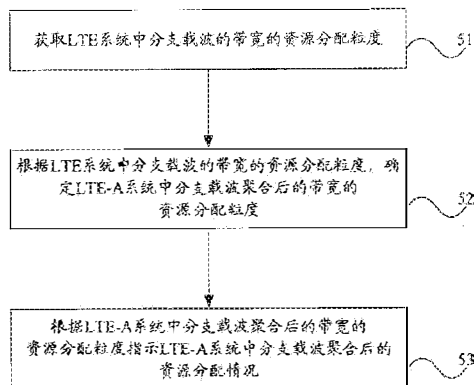 获取LTE系统中分支载波的带宽的资源分配粒度
51
根据LTE系统中分支载波的带宽的资源分配粒度，确
定LTE-A系统中分支载波聚合后的带宽的
资源分配粒度
52
根据LTE-A系统中分支载波聚合后的带宽的
资源分配粒度指示LTE-A系统中分支载波聚合后的
资源分配情况
53